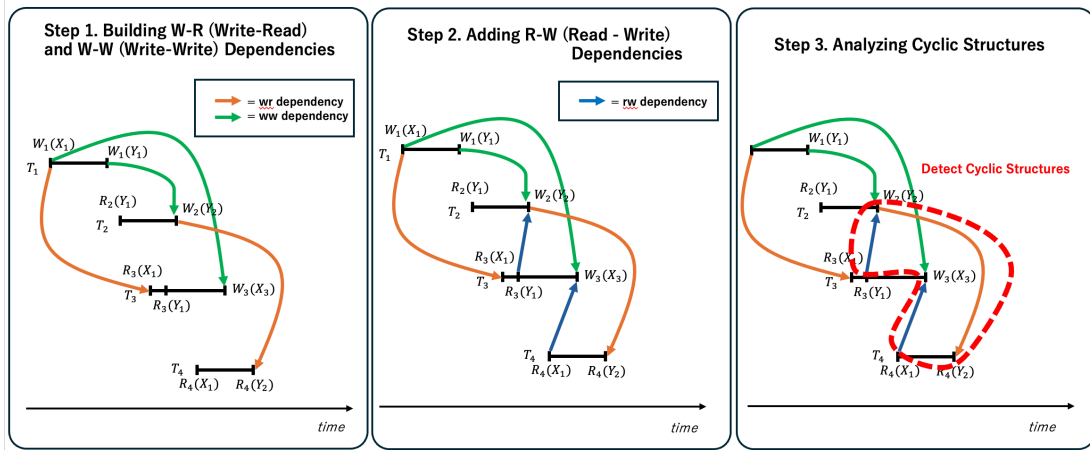 Step 1. Building W-R (Write-Read)
and W-W (Write-Write) Dependencies
= wr dependency
= ww dependency
W₁(X₁)
W₁(Y₁)
T₁
R₂(Y₁)
W₂(Y₂)
T₂
R₃(X₁)
T₃
R₃(Y₁)
W₃(X₃)
T₄
R₄(X₁)
R₄(Y₂)
time
Step 2. Adding R-W (Read - Write)
Dependencies
= rw dependency
W₁(X₁)
W₁(Y₁)
T₁
R₂(Y₁)
W₂(Y₂)
T₂
R₃(X₁)
T₃
R₃(Y₁)
W₃(X₃)
T₄
R₄(X₁)
R₄(Y₂)
time
Step 3. Analyzing Cyclic Structures
W₁(Y₁)
Detect Cyclic Structures
R₂(Y₁)
W₂(Y₂)
T₂
R₃(X₁)
T₃
R₃(Y₁)
W₃(X₃)
T₄
R₄(X₁)
R₄(Y₂)
time